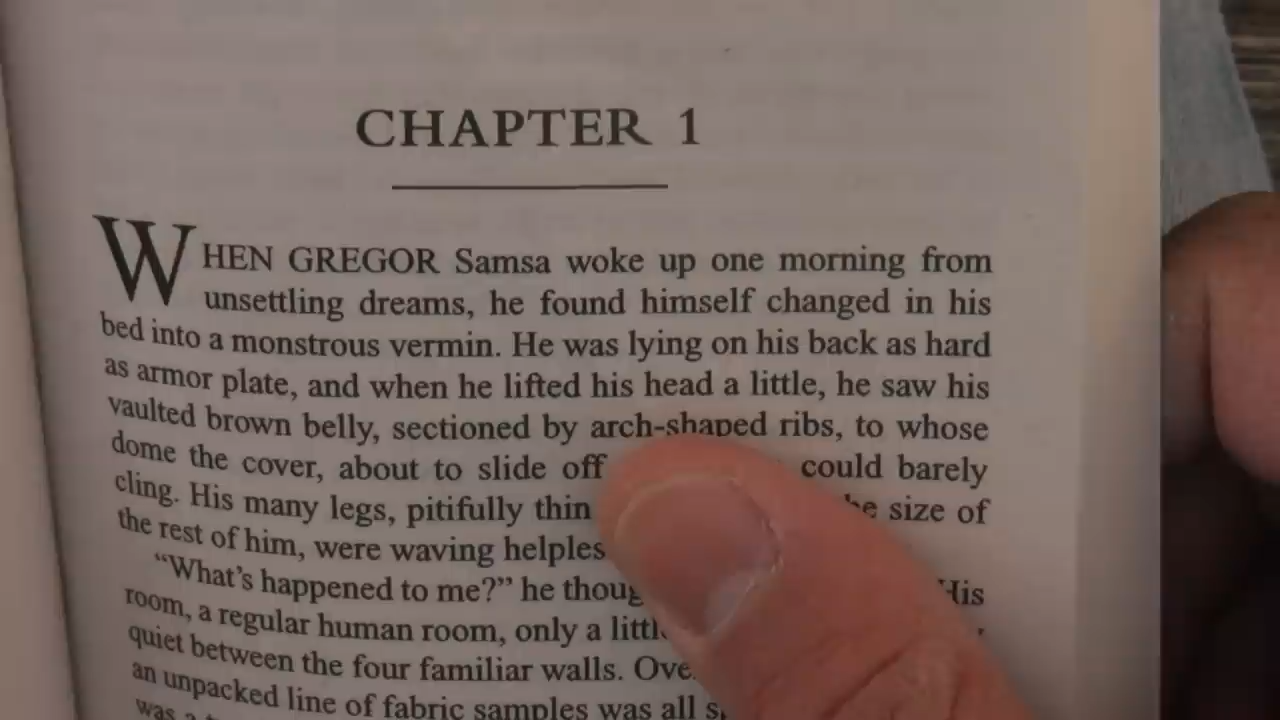 CHAPTER 1
WHEN GREGOR Samsa woke up one morning from
unsettling dreams, he found himself changed in his
bed into a monstrous vermin. He was lying on his back as hard
as armor plate, and when he lifted his head a little, he saw his
vaulted brown belly, sectioned by arch-shaped ribs, to whose
dome the cover, about to slide off could barely
cling. His many legs, pitifully thin size of
the rest of him, were waving
“What’s happened to me?” he His
room, a regular human room, only a
quiet between the four familiar walls.
an unpacked line of fabric samples was all
was a